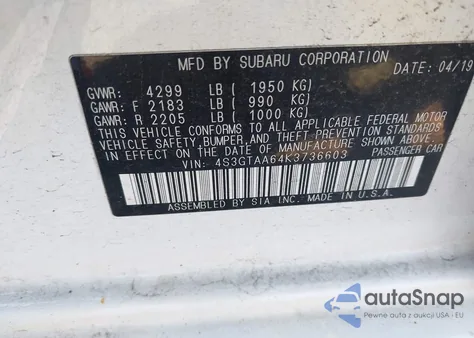 MFD BY SUBARU CORPORATION
DATE: 04/19
GVWR: 4299 LB ( 1950 KG)
GAWR: F 2183 LB ( 990 KG)
GAWR: R 2205 LB ( 1000 KG)
THIS VEHICLE CONFORMS TO ALL APPLICABLE FEDERAL MOTOR
VEHICLE SAFETY, BUMPER, AND THEFT PREVENTION STANDARDS
IN EFFECT ON THE DATE OF MANUFACTURE SHOWN ABOVE.
VIN: 4S3GTAA64K3736603 PASSENGER CAR
ASSEMBLED BY SIA INC. MADE IN U.S.A.
autoSnap
Auta z aukcji USA - EU